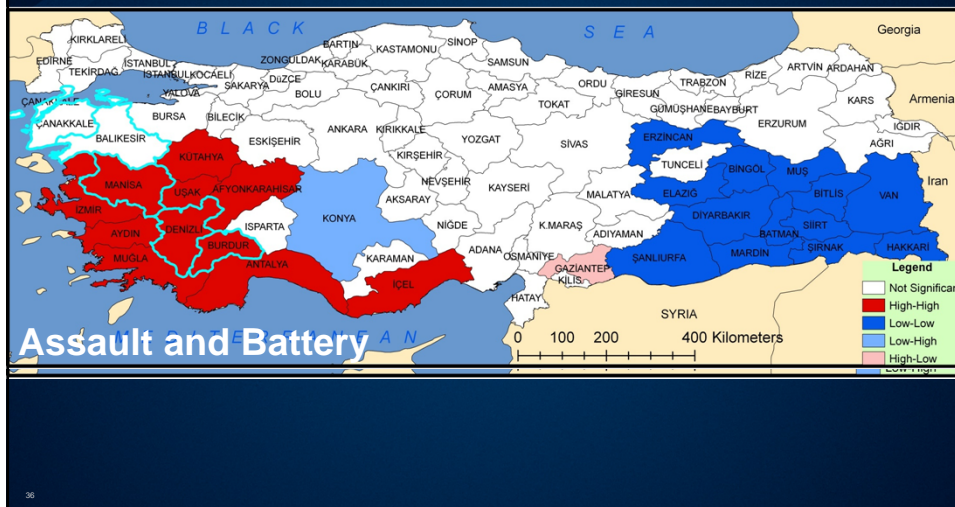 BLACK SEA
Georgia
KIRKLARELİ
EDİRNE
TEKİRDAĞ
İSTANBUL
İSTANBUL
KOCAELİ
YALOVA
SAKARYA
DÜZCE
ZONGULDAK
BARTIN
KARABÜK
KASTAMONU
SİNOP
SAMSUN
ORDU
GİRESUN
TRABZON
RİZE
ARTVİN
ARDAHAN
ÇANAKKALE
ÇANAKKALE
BALIKESİR
BURSA
BİLECİK
BOLU
ÇANKIRI
ÇORUM
AMASYA
TOKAT
GÜMÜŞHANE
BAYBURT
ERZURUM
KARS
Armenia
IĞDIR
AĞRI
ESKİŞEHİR
ANKARA
KIRIKKALE
YOZGAT
SİVAS
ERZİNCAN
TUNCELİ
BİNGÖL
MUŞ
Iran
KÜTAHYA
MANİSA
UŞAK
AFYONKARAHİSAR
KIRŞEHİR
NEVŞEHİR
AKSARAY
KAYSERİ
MALATYA
ELAZIĞ
BİTLİS
VAN
İZMİR
AYDIN
DENİZLİ
ISPARTA
KONYA
NİĞDE
K.MARAŞ
ADIYAMAN
DİYARBAKIR
BATMAN
SİİRT
MUĞLA
BURDUR
ANTALYA
KARAMAN
İÇEL
ADANA
OSMANİYE
GAZİANTEP
KİLİS
ŞANLIURFA
MARDİN
ŞIRNAK
HAKKARİ
HATAY
SYRIA
MEDITERRANEAN
Assault and Battery
0 100 200 400 Kilometers
Legend
Not Significan
High-High
Low-Low
Low-High
High-Low
Low-High
36